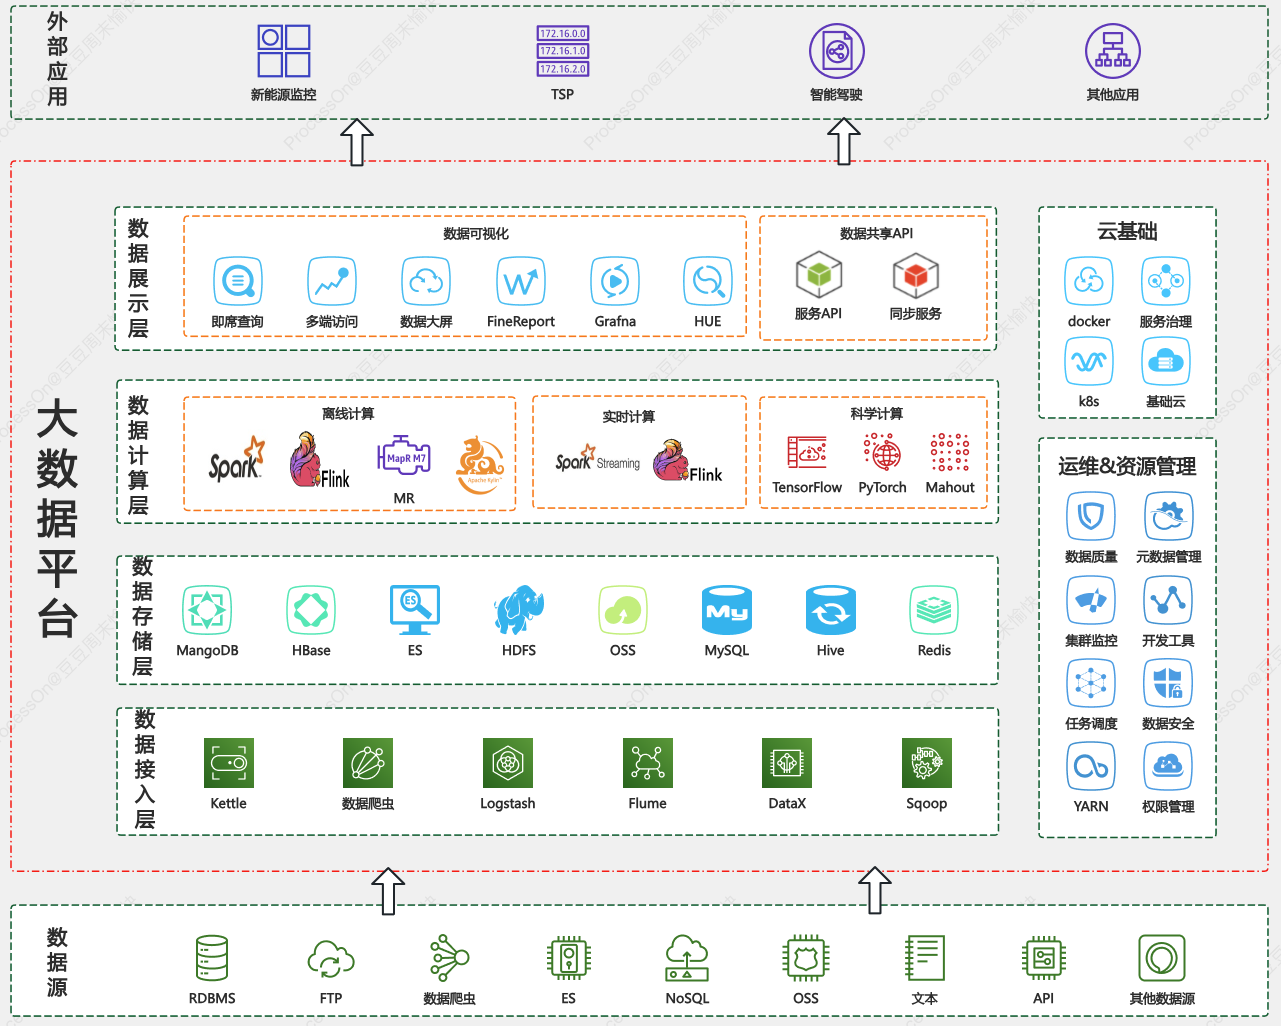 外部应用
172.16.0.0
172.16.1.0
172.16.2.0
新能源监控
TSP
智能驾驶
其他应用
大数据平台
数据展示层
数据可视化
即席查询
多端访问
数据大屏
FineReport
Grafna
HUE
数据共享API
服务API
同步服务
数据计算层
离线计算
Spark
Flink
MapR M7
MR
Apache Kylin
实时计算
Spark Streaming
Flink
科学计算
TensorFlow
PyTorch
Mahout
数据存储层
MangoDB
HBase
ES
ES
HDFS
OSS
My
MySQL
Hive
Redis
数据接入层
Kettle
数据爬虫
Logstash
Flume
DataX
Sqoop
云基础
docker
服务治理
k8s
基础云
运维&资源管理
数据质量
元数据管理
集群监控
开发工具
任务调度
数据安全
YARN
权限管理
数据源
RDBMS
FTP
数据爬虫
ES
NoSQL
OSS
文本
API
其他数据源
ProcessOn@豆豆周末愉快